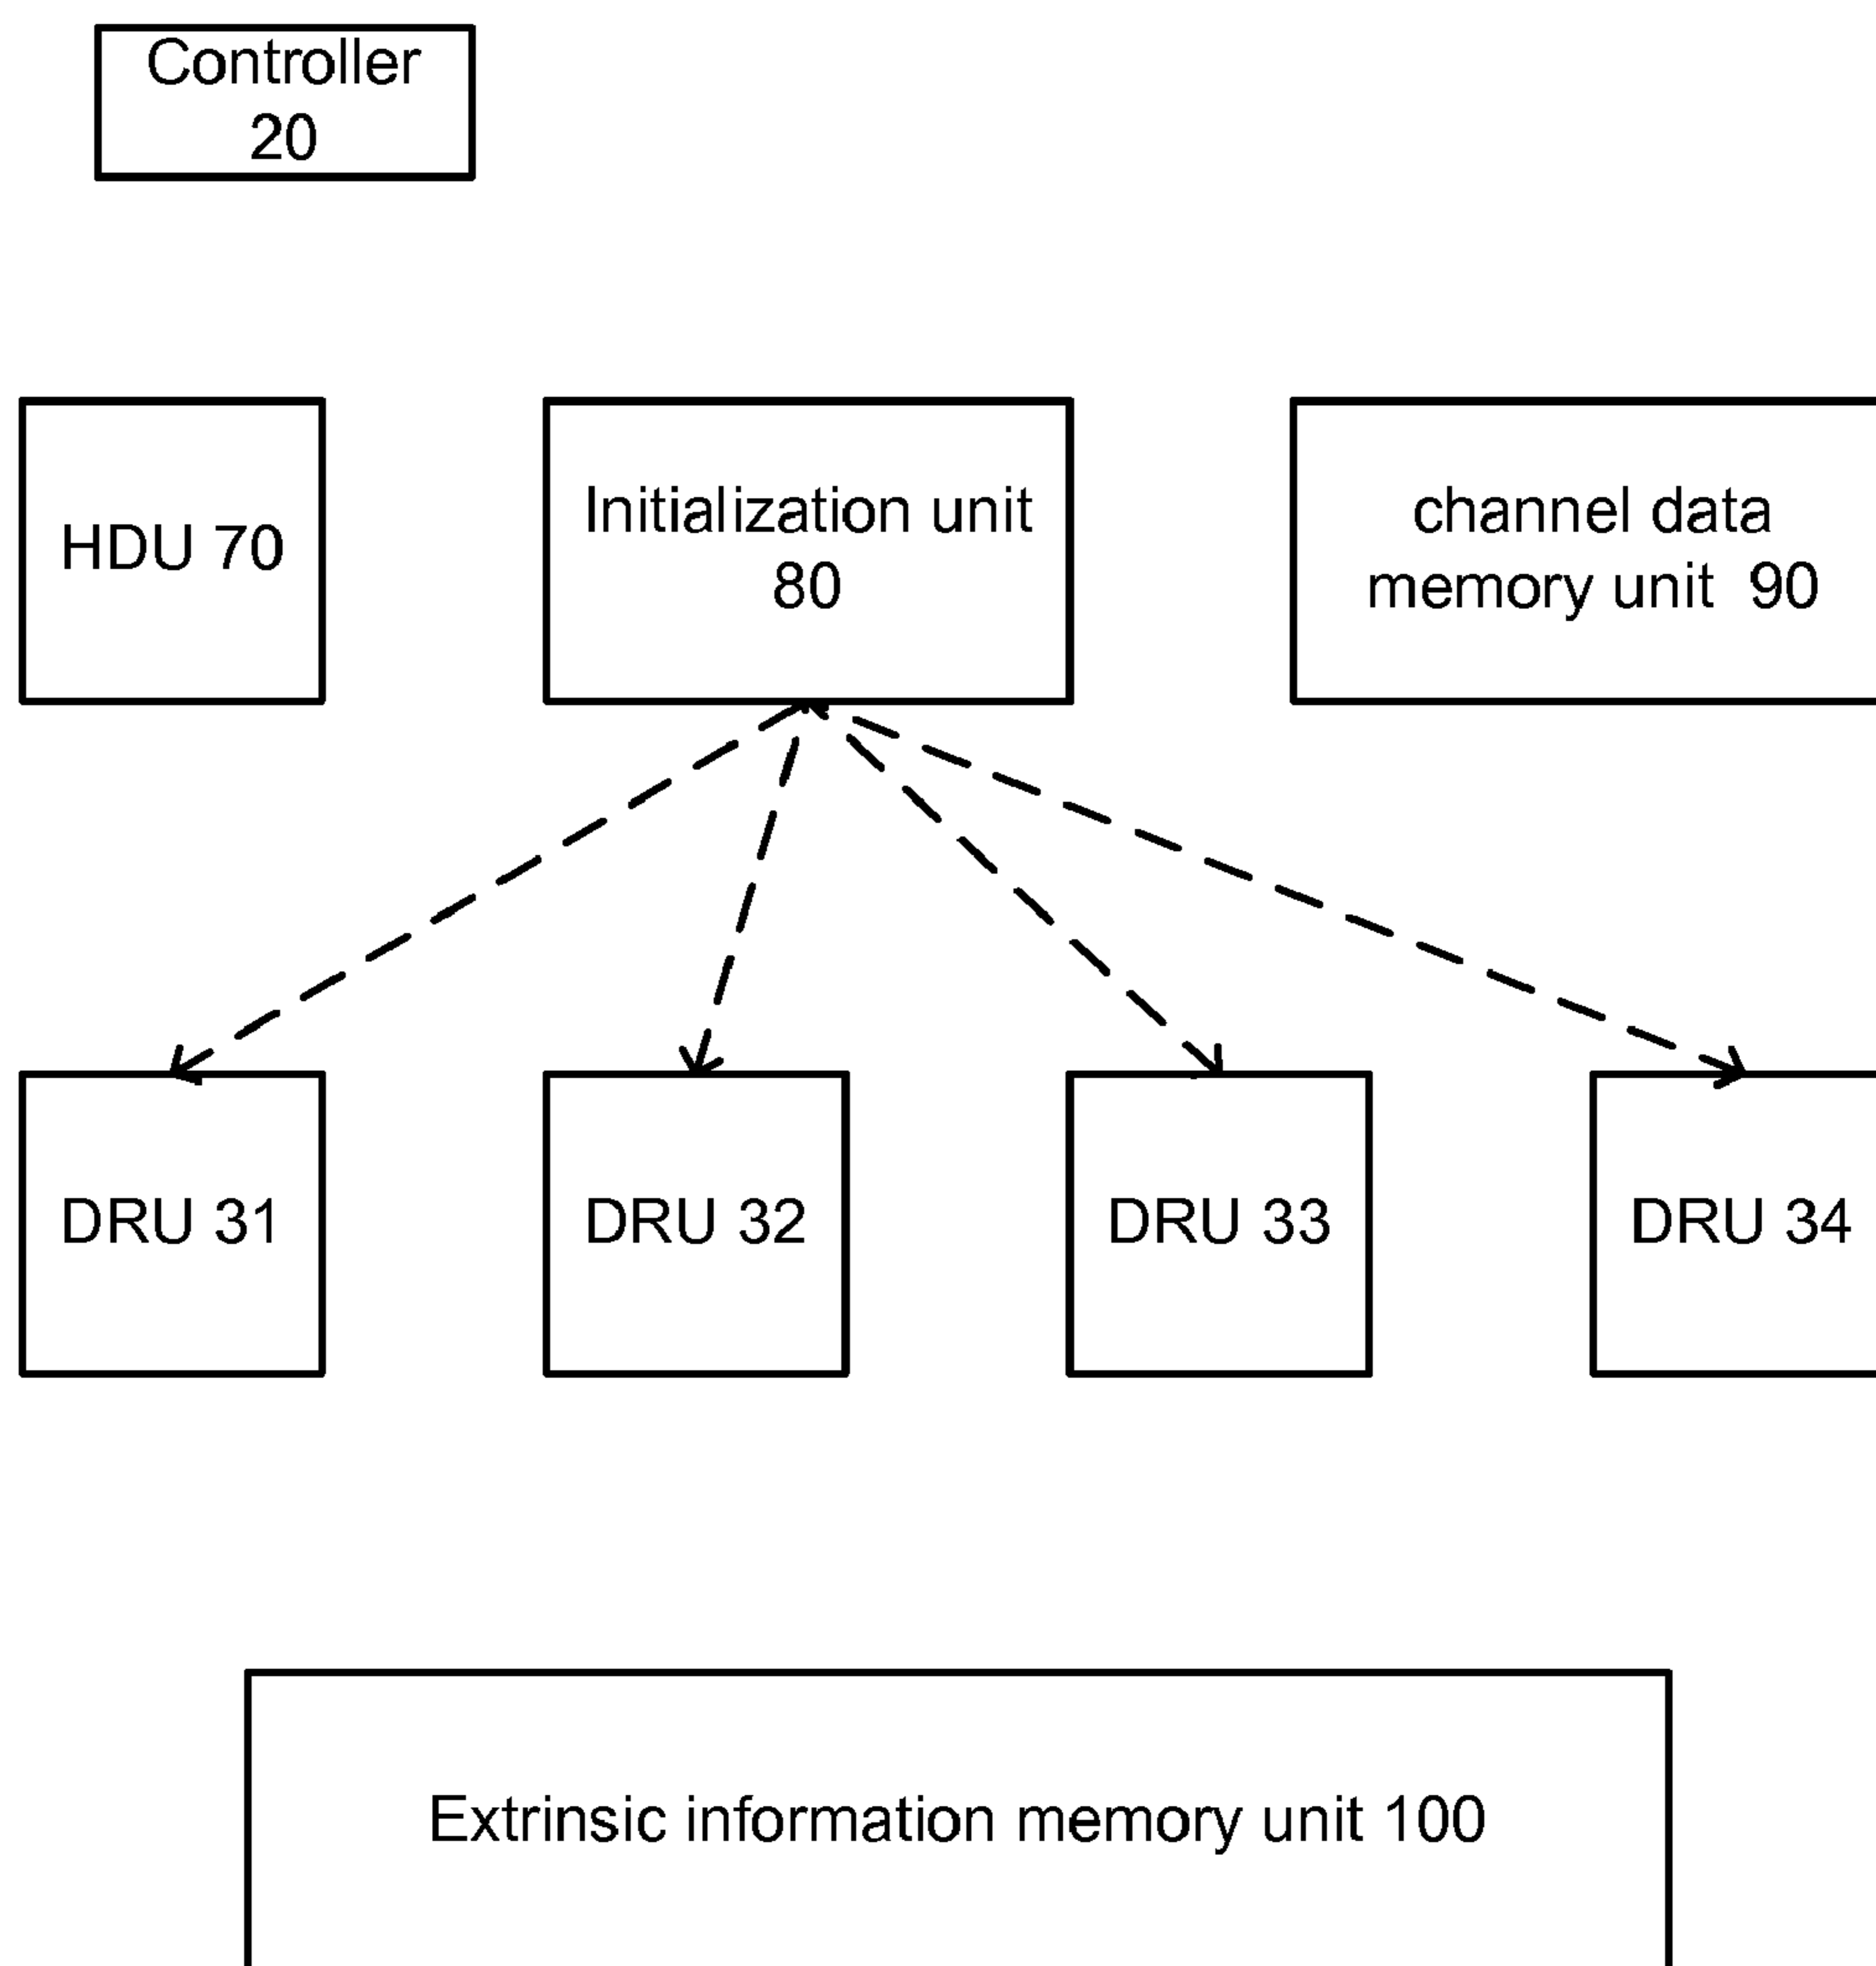 Controller
20
HDU 70
Initialization unit
80
channel data
memory unit 90
DRU 31
DRU 32
DRU 33
DRU 34
Extrinsic information memory unit 100